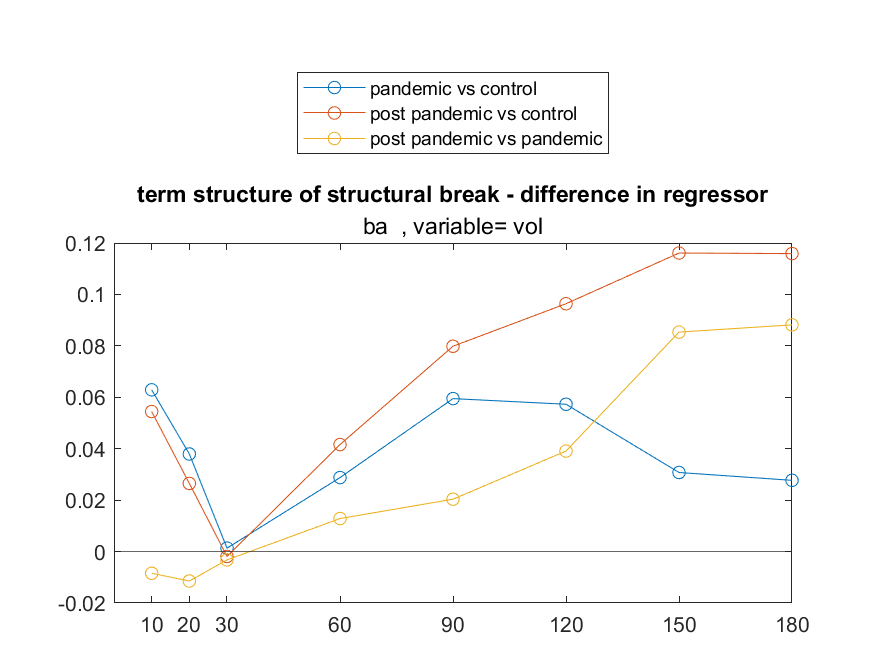 pandemic vs control
post pandemic vs control
post pandemic vs pandemic
term structure of structural break - difference in regressor
ba  , variable= vol
0.12
0.1
0.08
0.06
0.04
0.02
0
-0.02
10 20 30 60 90 120 150 180